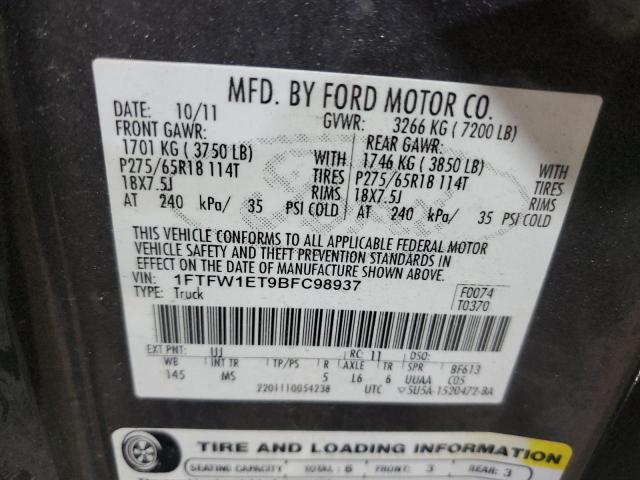 MFD. BY FORD MOTOR CO.
DATE: 10/11 GVWR: 3266 KG ( 7200 LB)
FRONT GAWR: REAR GAWR:
1701 KG ( 3750 LB) WITH 1746 KG ( 3850 LB) WITH
P275/65R18 114T TIRES P275/65R18 114T TIRES
18X7.5J RIMS 18X7.5J RIMS
AT 240 kPa/ 35 PSI COLD AT 240 kPa/ 35 PSI COLD
THIS VEHICLE CONFORMS TO ALL APPLICABLE FEDERAL MOTOR
VEHICLE SAFETY AND THEFT PREVENTION STANDARDS IN
EFFECT ON THE DATE OF MANUFACTURE SHOWN ABOVE.
VIN: 1FTFW1ET9BFC98937
TYPE: Truck
F0074
T0370
EXT PNT: UJ RC: 11 DSO:
WB INT TR TP/PS R AXLE TR SPR BF613
145 MS 5 L6 6 UUAA C05
2201110054238 UTC 5U5A-1520472-BA
TIRE AND LOADING INFORMATION
SEATING CAPACITY TOTAL: 6 FRONT: 3 REAR: 3